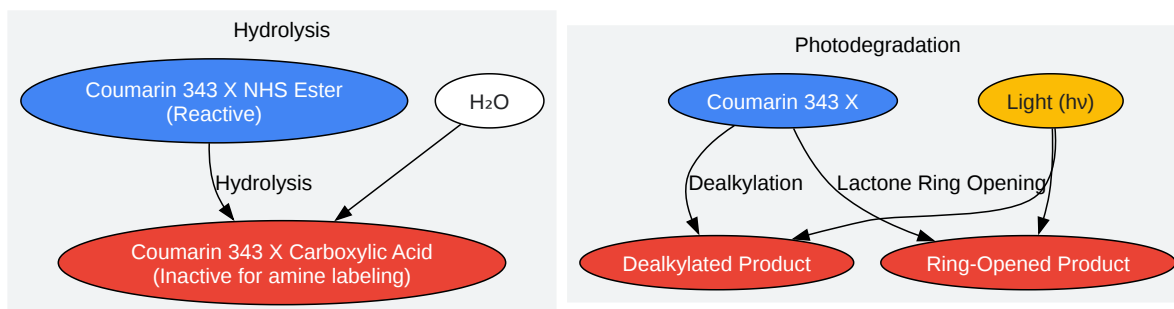 Hydrolysis
Coumarin 343 X NHS Ester
(Reactive)
H₂O
Hydrolysis
Coumarin 343 X Carboxylic Acid
(Inactive for amine labeling)
Photodegradation
Coumarin 343 X
Light (hν)
Dealkylation
Lactone Ring Opening
Dealkylated Product
Ring-Opened Product